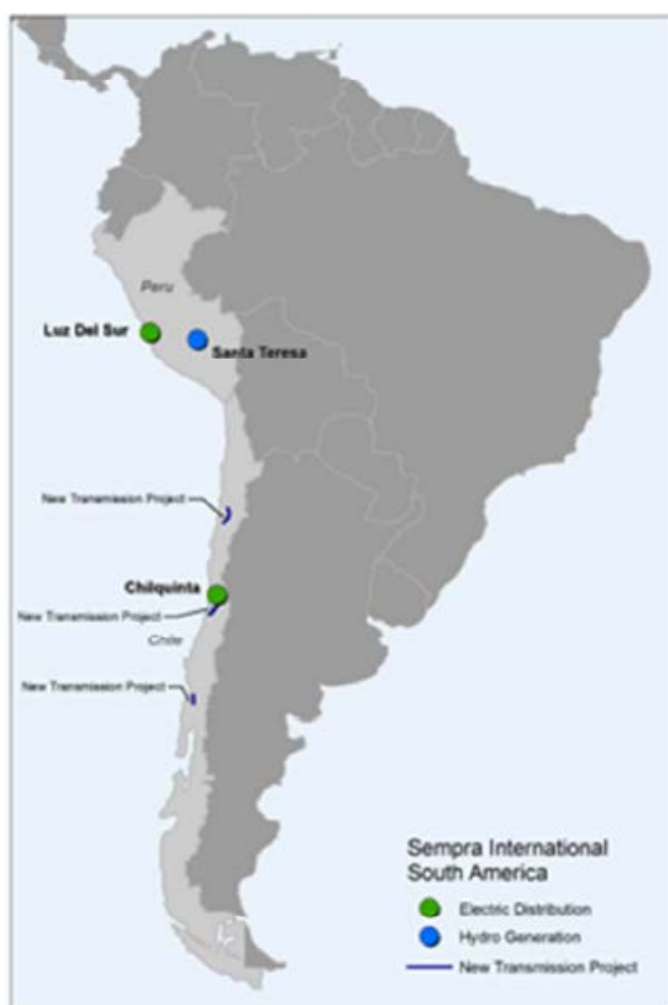 Peru
Luz Del Sur
Santa Teresa
New Transmission Project
Chilquinta
New Transmission Project
Chile
New Transmission Project
Sempra International
South America
Electric Distribution
Hydro Generation
New Transmission Project